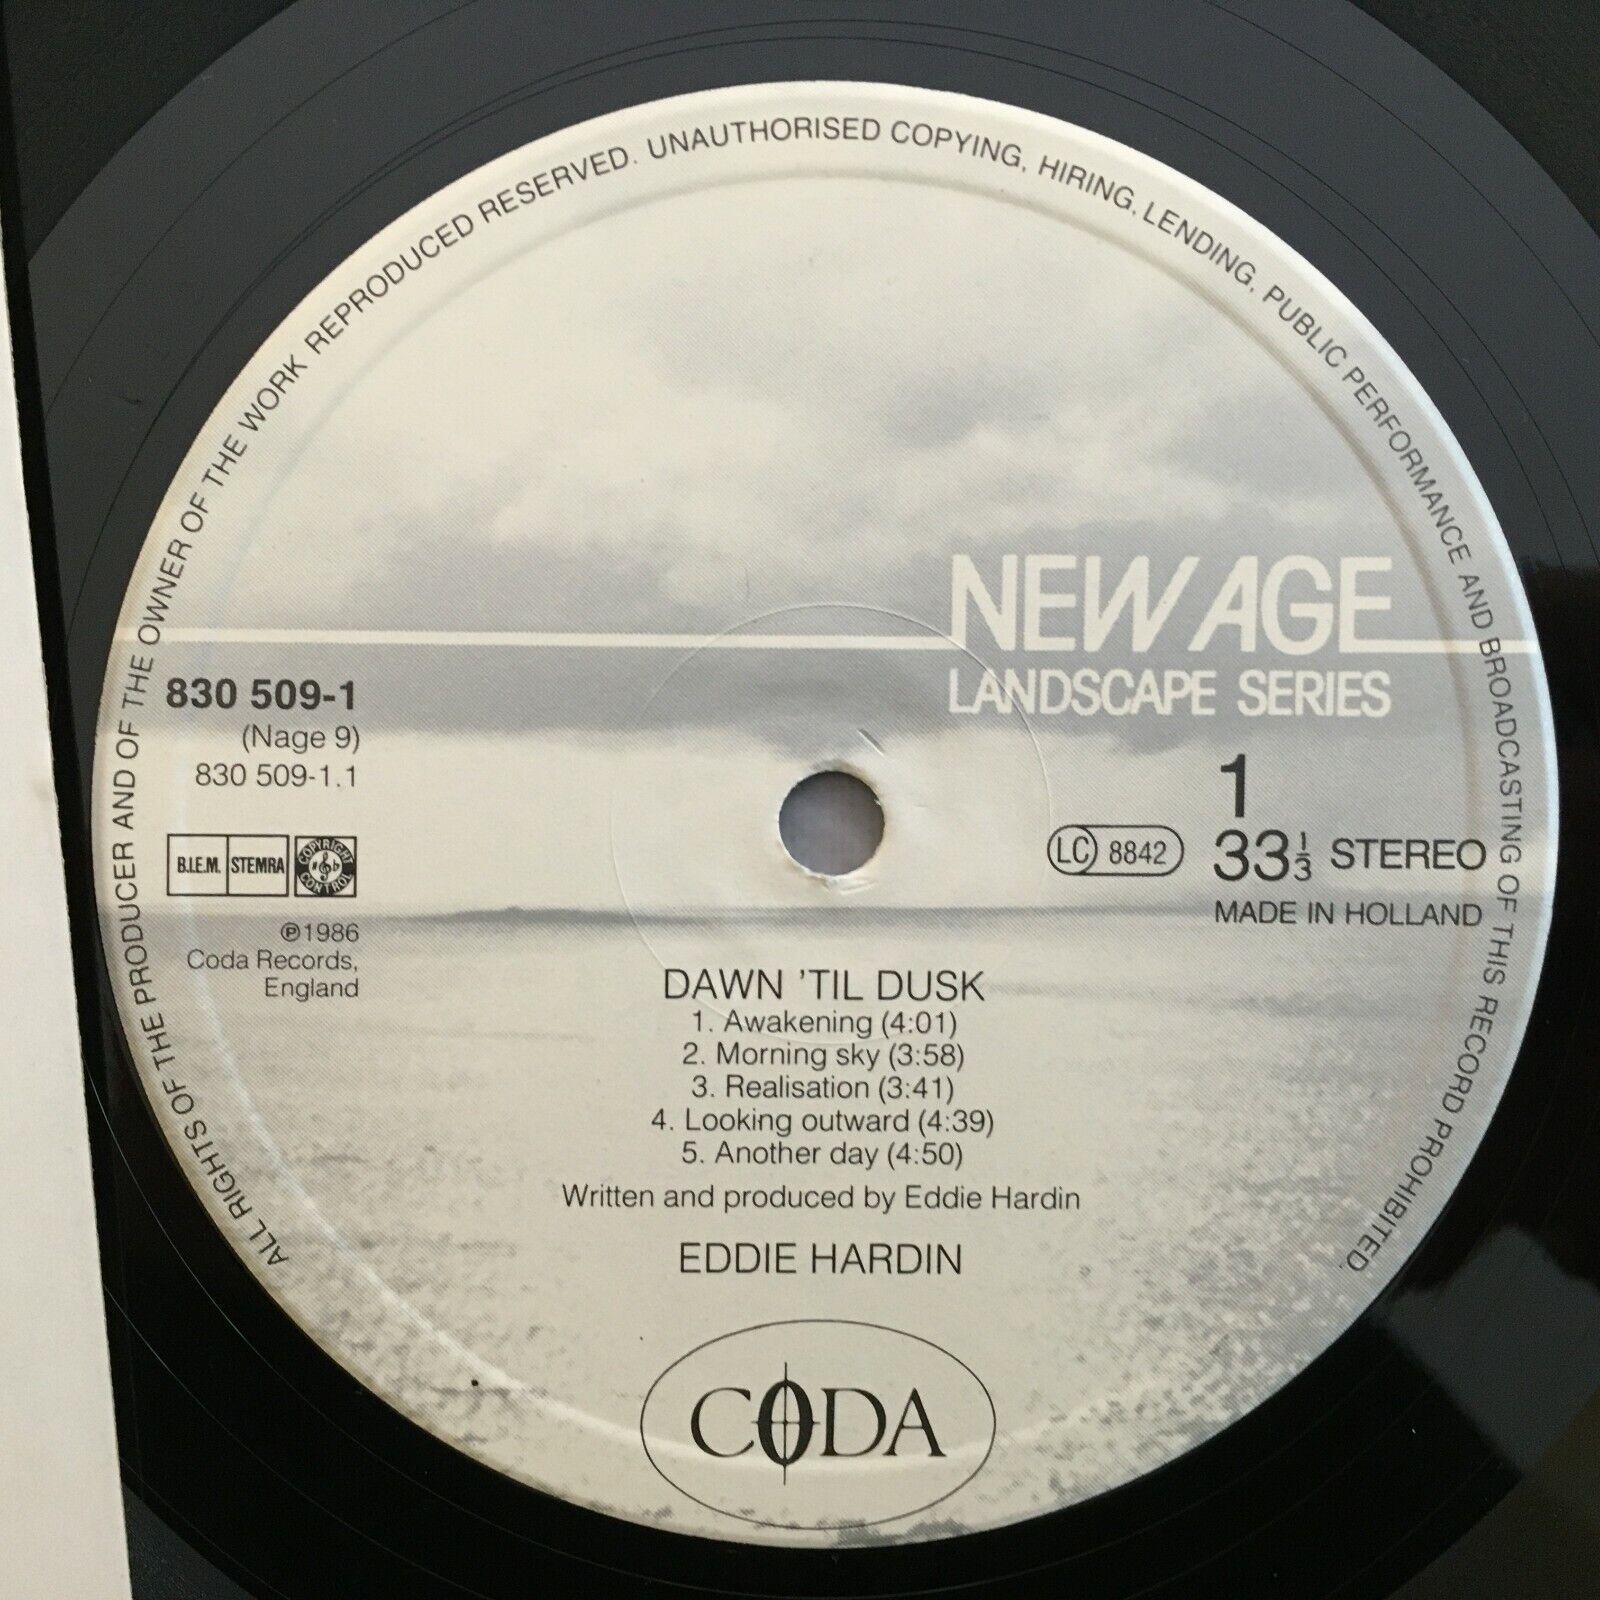 ALL RIGHTS OF THE PRODUCER AND OF THE OWNER OF THE WORK REPRODUCED RESERVED. UNAUTHORISED COPYING, HIRING, LENDING, PUBLIC PERFORMANCE AND BROADCASTING OF THIS RECORD PROHIBITED.
NEW AGE
LANDSCAPE SERIES
830 509-1
(Nage 9)
830 509-1.1
B.I.E.M. STEMRA COPYRIGHT CONTROL
℗1986
Coda Records,
England
1
LC 8842 33⅓ STEREO
MADE IN HOLLAND
DAWN 'TIL DUSK
1. Awakening (4:01)
2. Morning sky (3:58)
3. Realisation (3:41)
4. Looking outward (4:39)
5. Another day (4:50)
Written and produced by Eddie Hardin
EDDIE HARDIN
CODA